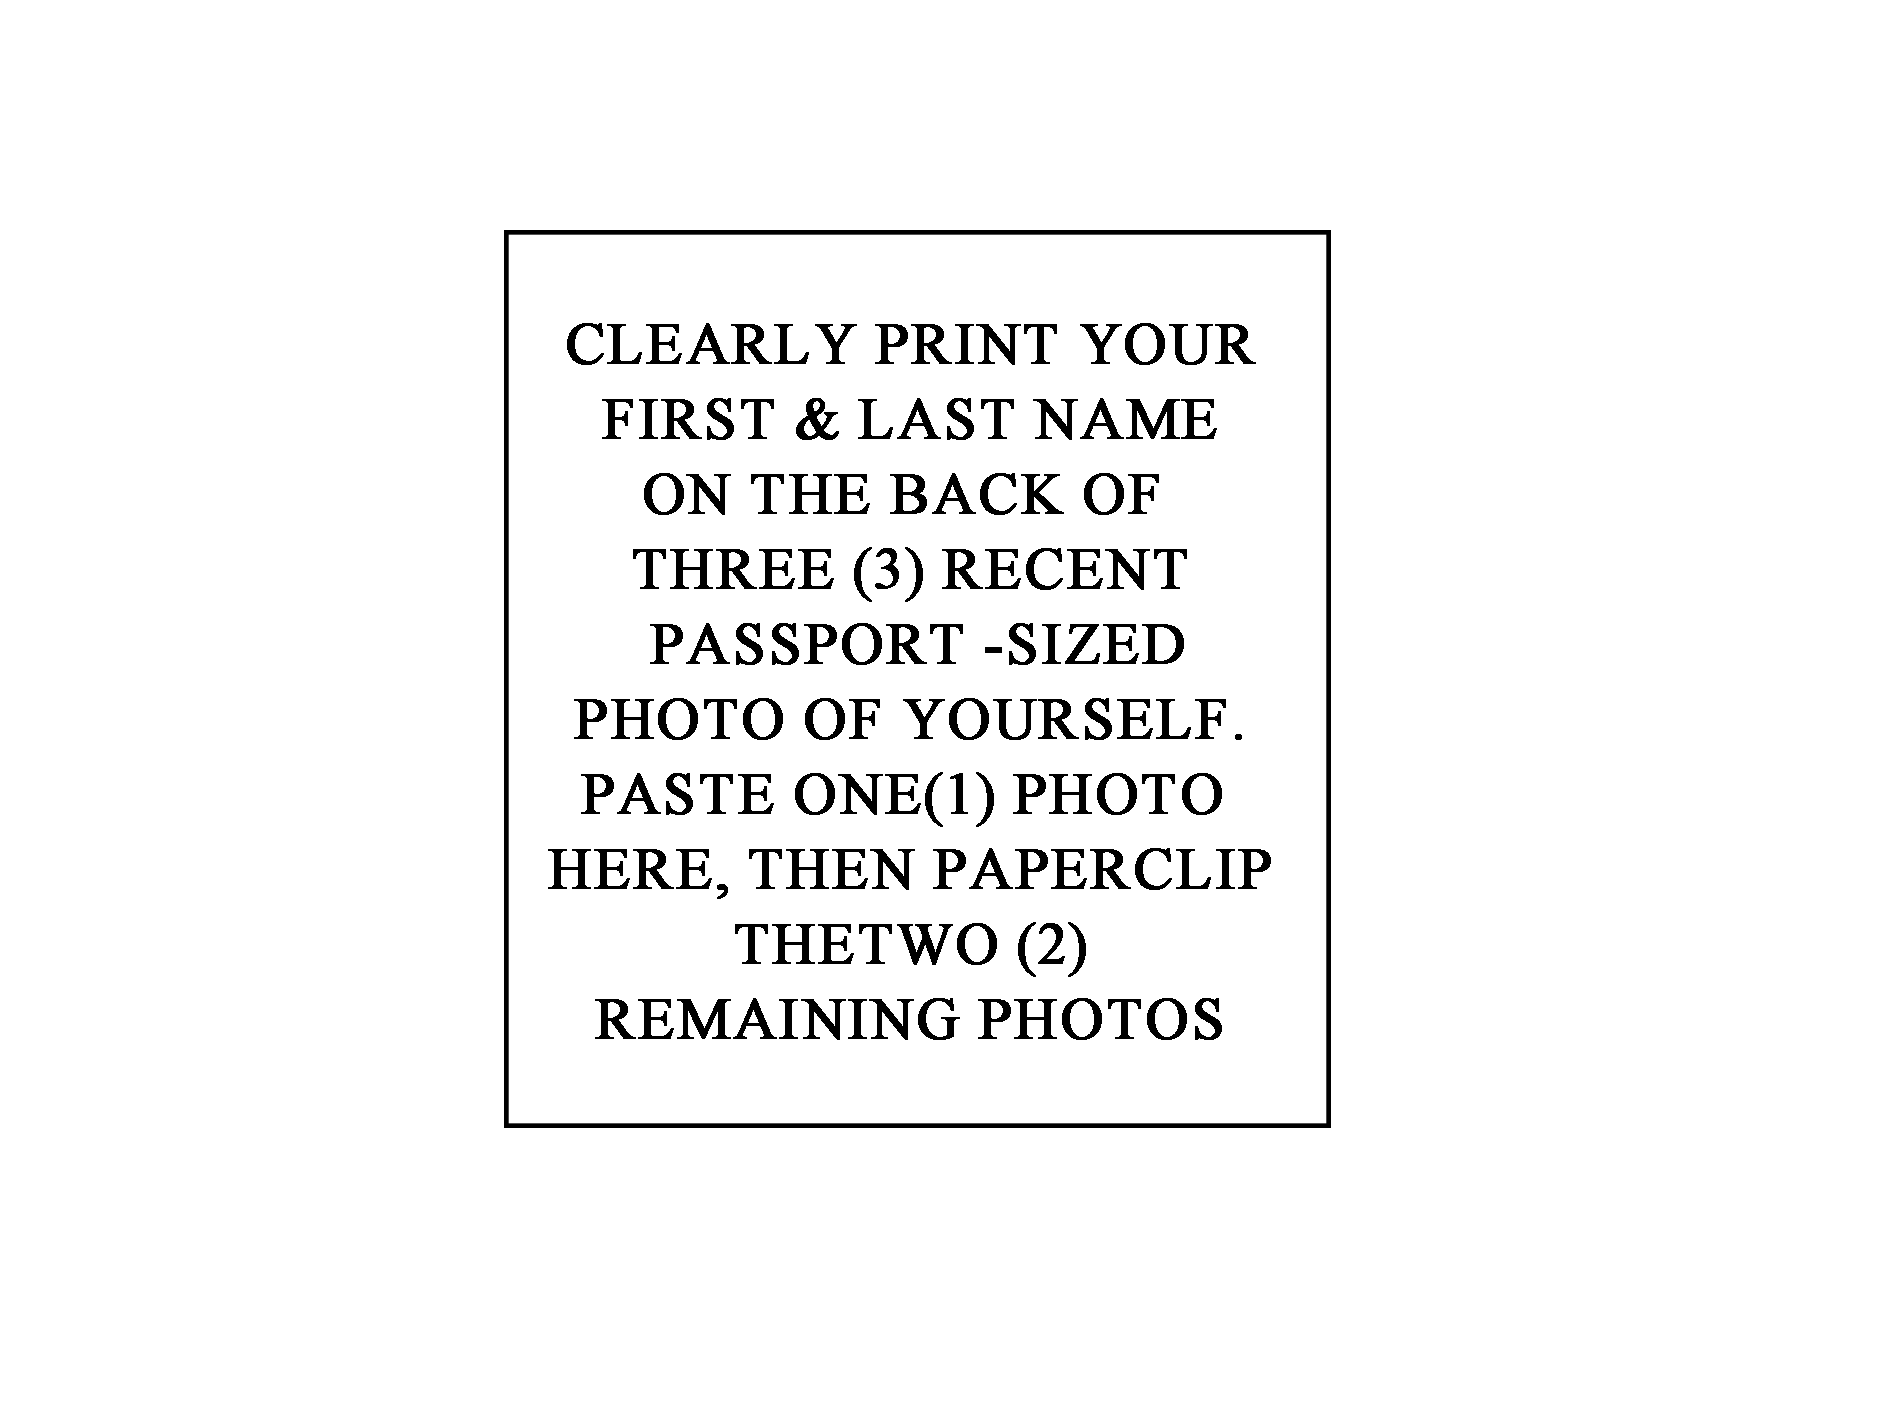 CLEARLY PRINT YOUR
FIRST & LAST NAME
ON THE BACK OF
THREE (3) RECENT
PASSPORT -SIZED
PHOTO OF YOURSELF.
PASTE ONE(1) PHOTO
HERE, THEN PAPERCLIP
THETWO (2)
REMAINING PHOTOS